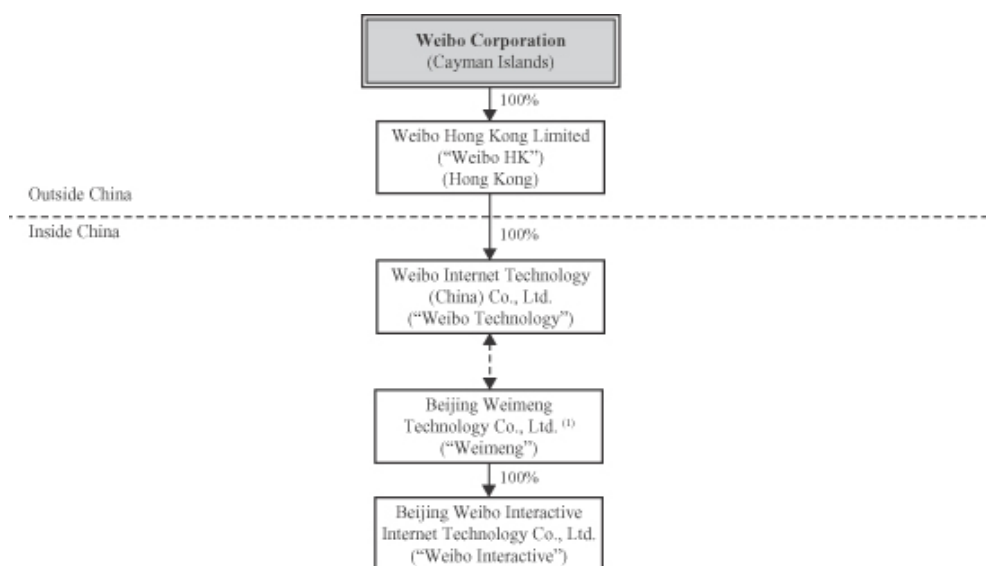 Weibo Corporation
(Cayman Islands)
100%
Weibo Hong Kong Limited
(“Weibo HK”)
(Hong Kong)
Outside China
Inside China
100%
Weibo Internet Technology
(China) Co., Ltd.
(“Weibo Technology”)
Beijing Weimeng
Technology Co., Ltd. (1)
(“Weimeng”)
100%
Beijing Weibo Interactive
Internet Technology Co., Ltd.
(“Weibo Interactive”)